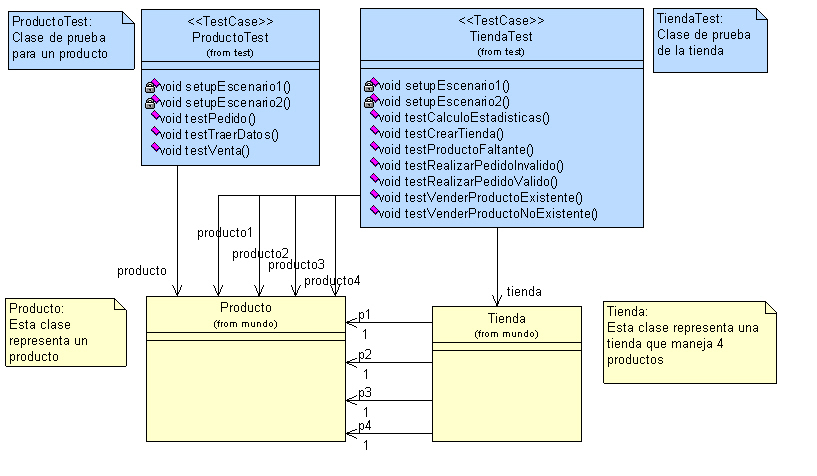 ProductoTest:
Clase de prueba
para un producto
<<TestCase>>
ProductoTest
(from test)
void setupEscenario1()
void setupEscenario2()
void testPedido()
void testTraerDatos()
void testVenta()
<<TestCase>>
TiendaTest
(from test)
void setupEscenario1()
void setupEscenario2()
void testCalculoEstadisticas()
void testCrearTienda()
void testProductoFaltante()
void testRealizarPedidoInvalido()
void testRealizarPedidoValido()
void testVenderProductoExistente()
void testVenderProductoNoExistente()
TiendaTest:
Clase de prueba
de la tienda
producto
producto1
producto2
producto3
producto4
tienda
Producto:
Esta clase
representa un
producto
Producto
(from mundo)
p1
1
p2
1
p3
1
p4
1
Tienda
(from mundo)
Tienda:
Esta clase representa una
tienda que maneja 4
productos